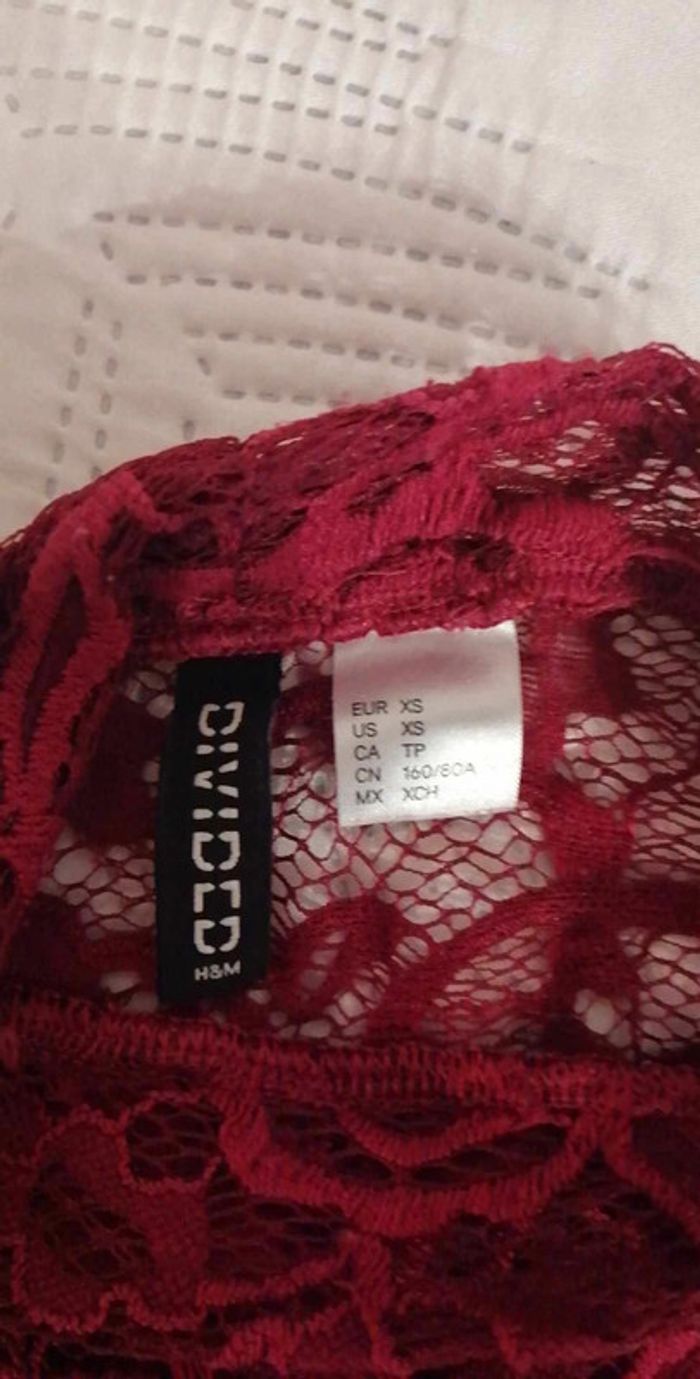 DIVIDED
H&M
EUR XS
US XS
CA TP
CN 160/80A
MX XCH